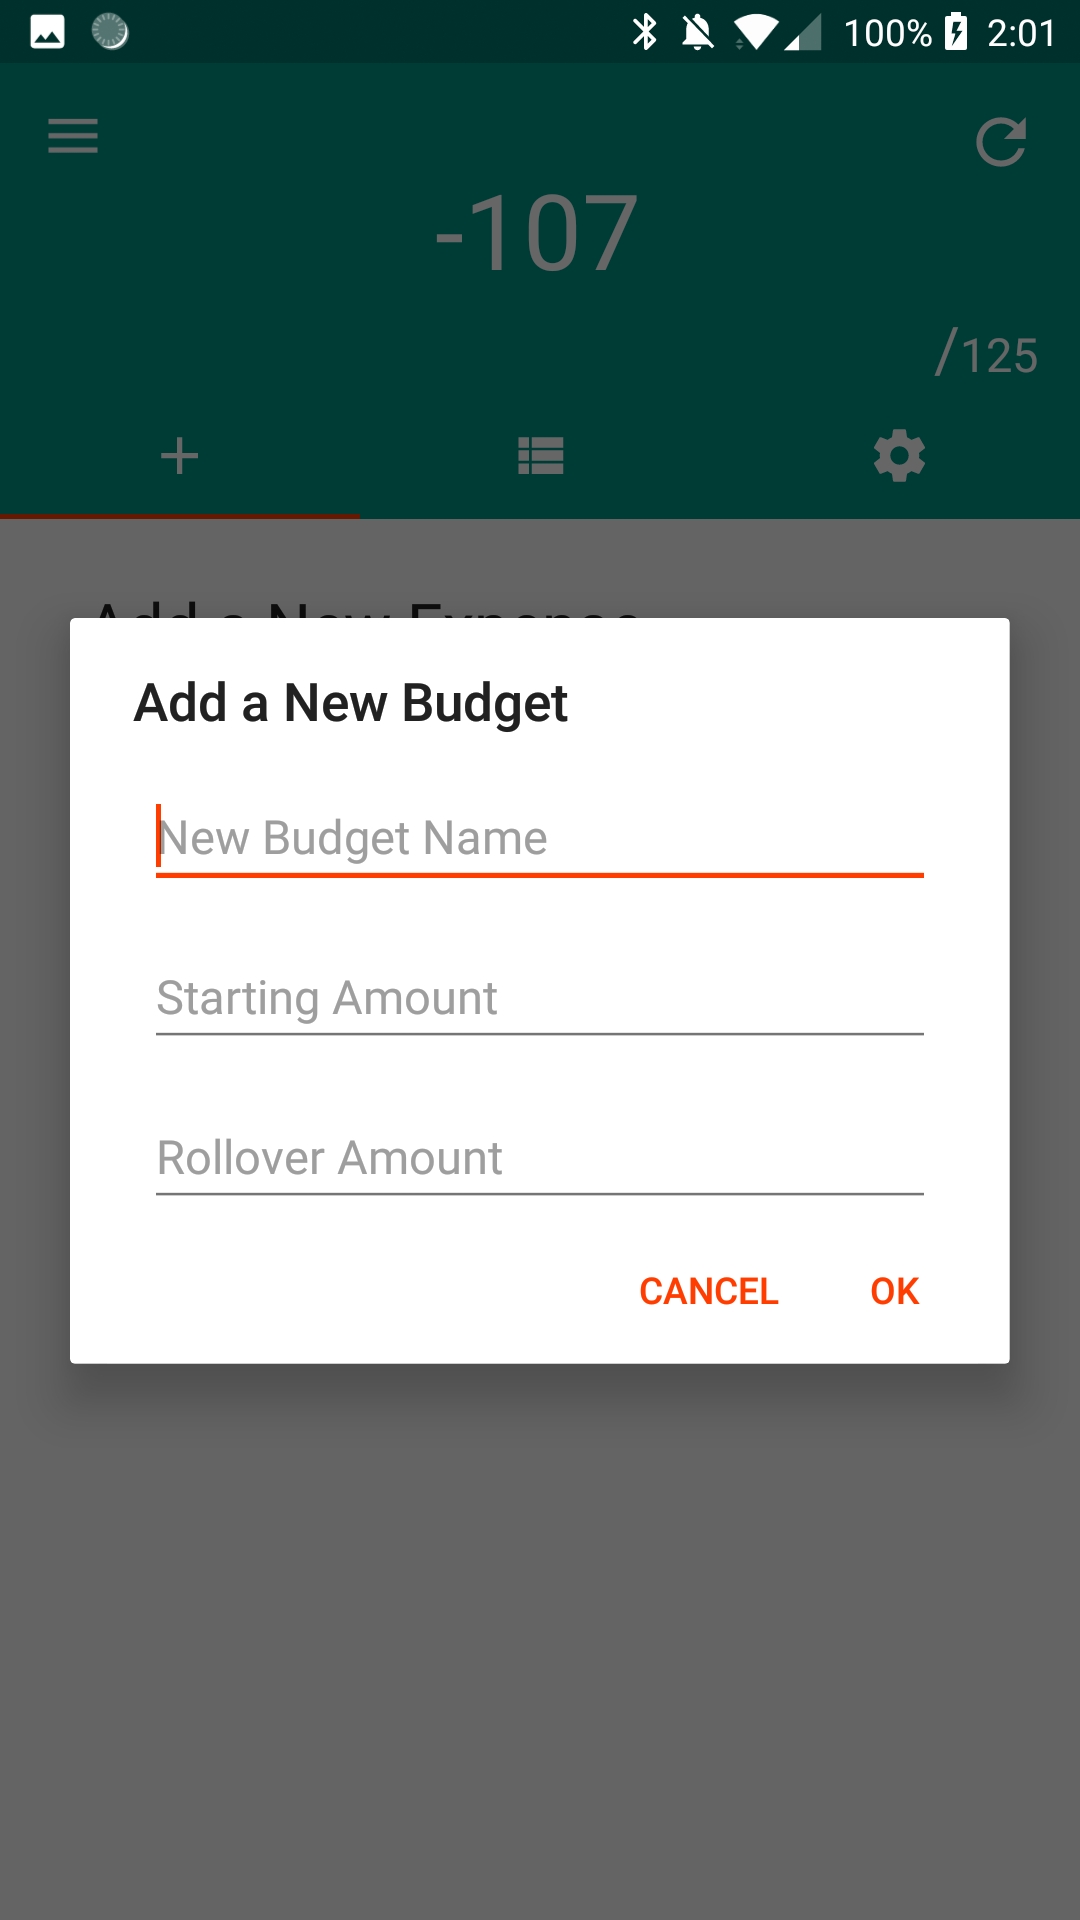 100% 2:01
-107
/125
Add a New Expense
Add a New Budget
New Budget Name
Starting Amount
Rollover Amount
CANCEL OK